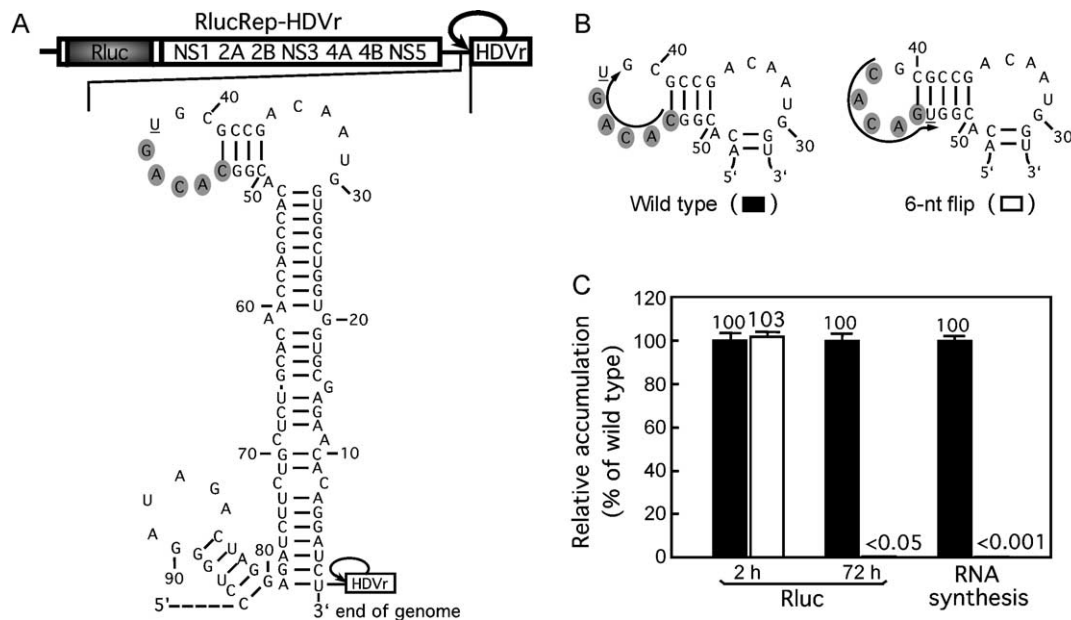 A
RlucRep-HDVr
Rluc NS1 2A 2B NS3 4A 4B NS5 HDVr
40
U G C G C C G A C A A U G
30
G A C A C G G C A
50
C A C C G A C C A A C A C G U C U C G U C U U C U A G A
60
70
80
G U G G C U G G U G G U G C G A G A A C A C A G G A U C U
20
10
U A G A
A
90
HDVr
5'
C
3' end of genome
B
U G C G C C G A C A A U G
40
G A C A C G G C A C A
50
30
G U
5' 3'
Wild type ( )
C G C G C C G A C A A U G
40
A C A G U G G C A C A
50
30
G U
5' 3'
6-nt flip ( )
C
Relative accumulation
(% of wild type)
120
100
80
60
40
20
0
100 103 100 <0.05 100 <0.001
2 h 72 h RNA
Rluc synthesis